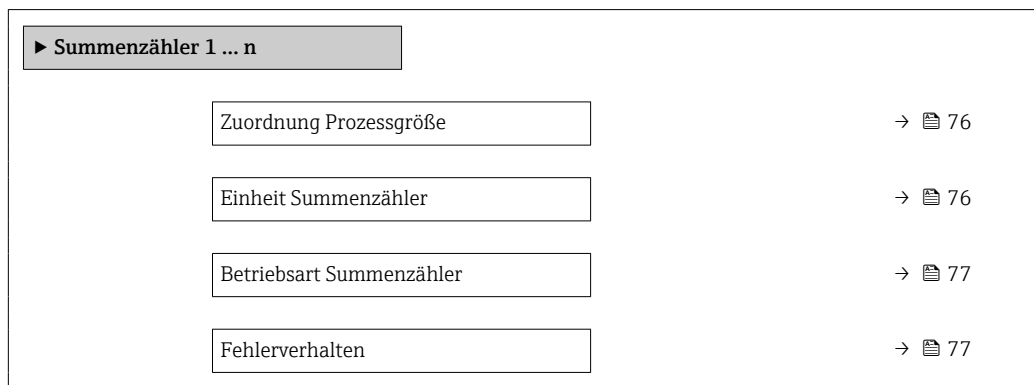 ▶ Summenzähler 1 … n
Zuordnung Prozessgröße → 76
Einheit Summenzähler → 76
Betriebsart Summenzähler → 77
Fehlerverhalten → 77